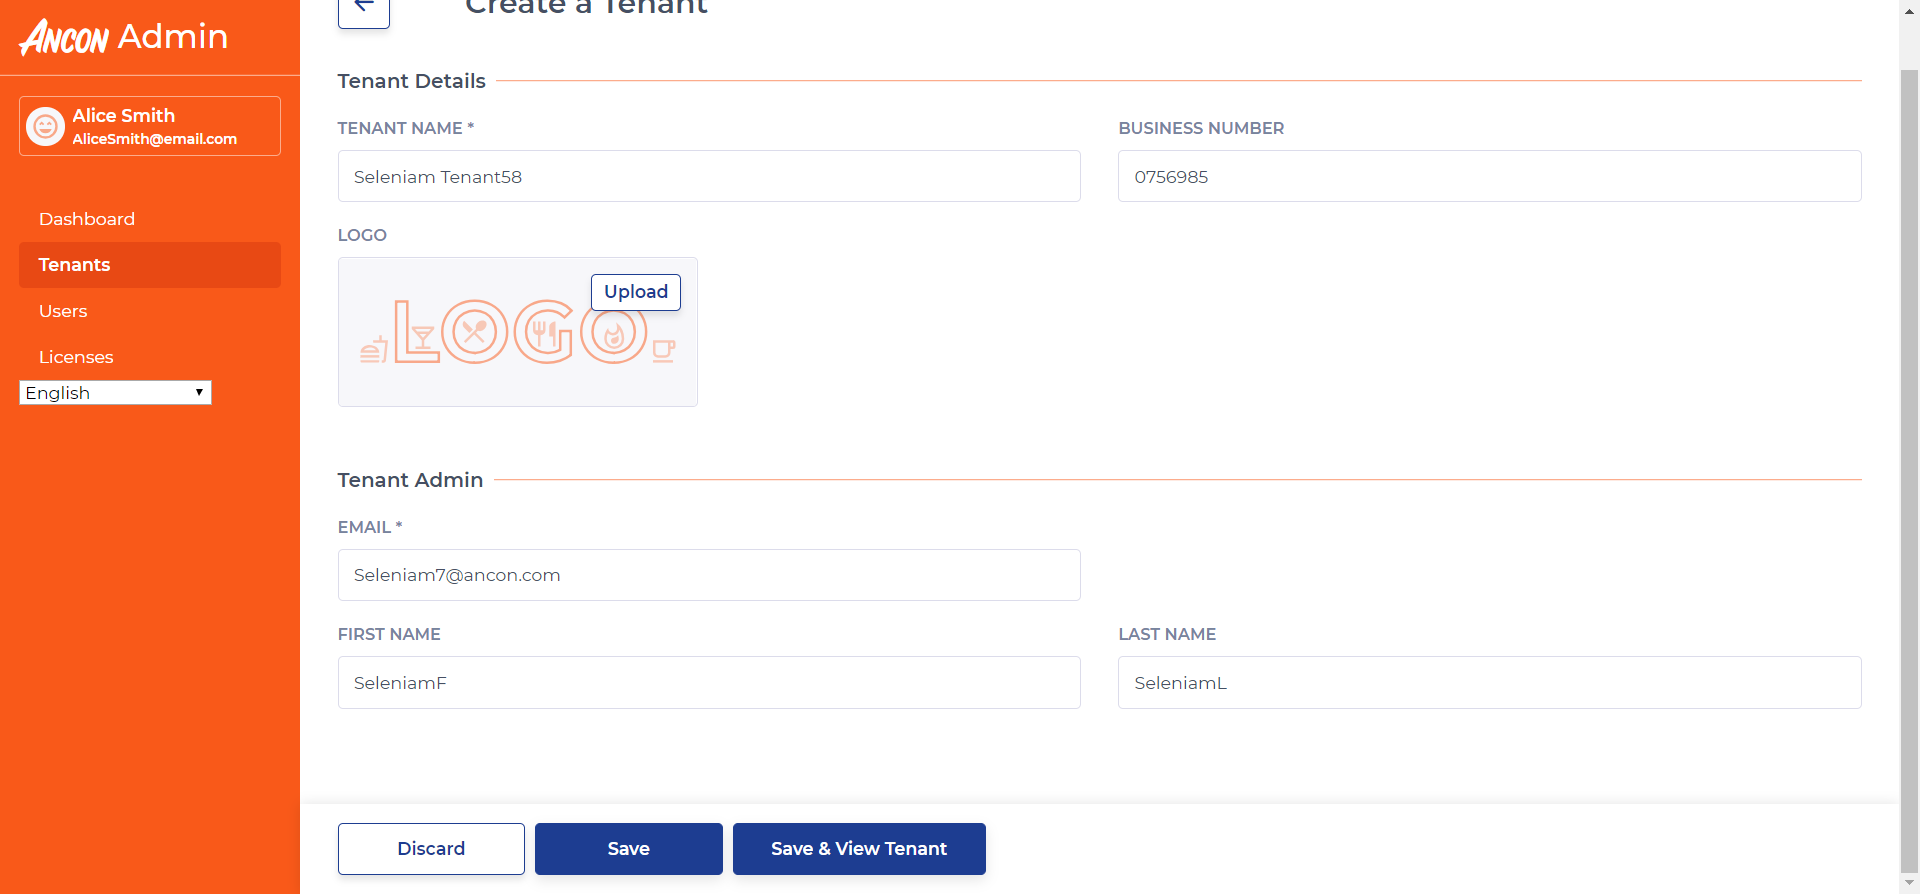 ANCON Admin
Alice Smith
AliceSmith@email.com
Dashboard
Tenants
Users
Licenses
English
Create a Tenant
Tenant Details
TENANT NAME *
BUSINESS NUMBER
Seleniam Tenant58
0756985
LOGO
Upload
LOGO
Tenant Admin
EMAIL *
Seleniam7@ancon.com
FIRST NAME
LAST NAME
SeleniamF
SeleniamL
Discard
Save
Save & View Tenant